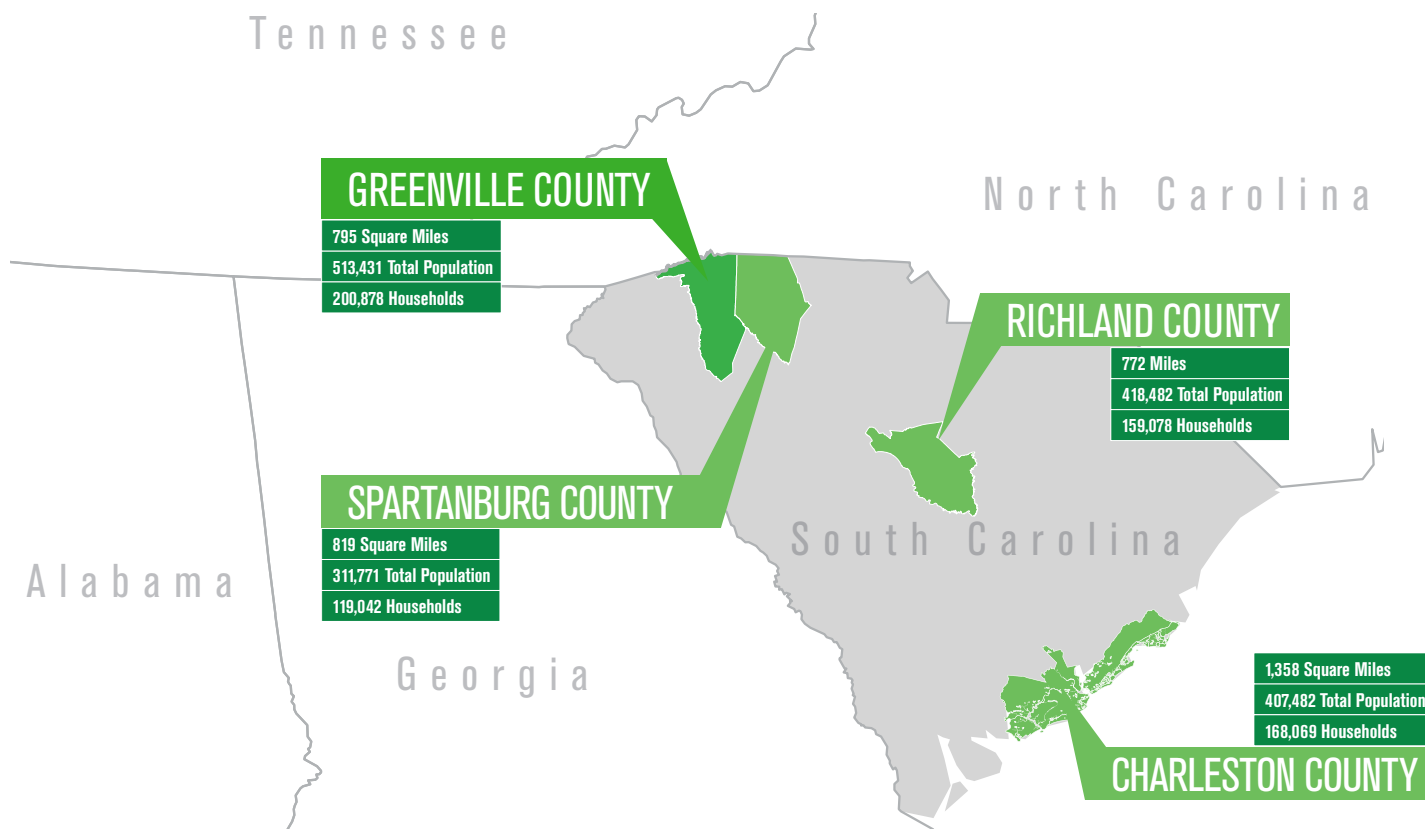 Tennessee
North Carolina
GREENVILLE COUNTY
795 Square Miles
513,431 Total Population
200,878 Households
RICHLAND COUNTY
772 Miles
418,482 Total Population
159,078 Households
SPARTANBURG COUNTY
819 Square Miles
311,771 Total Population
119,042 Households
South Carolina
Alabama
Georgia
1,358 Square Miles
407,482 Total Population
168,069 Households
CHARLESTON COUNTY